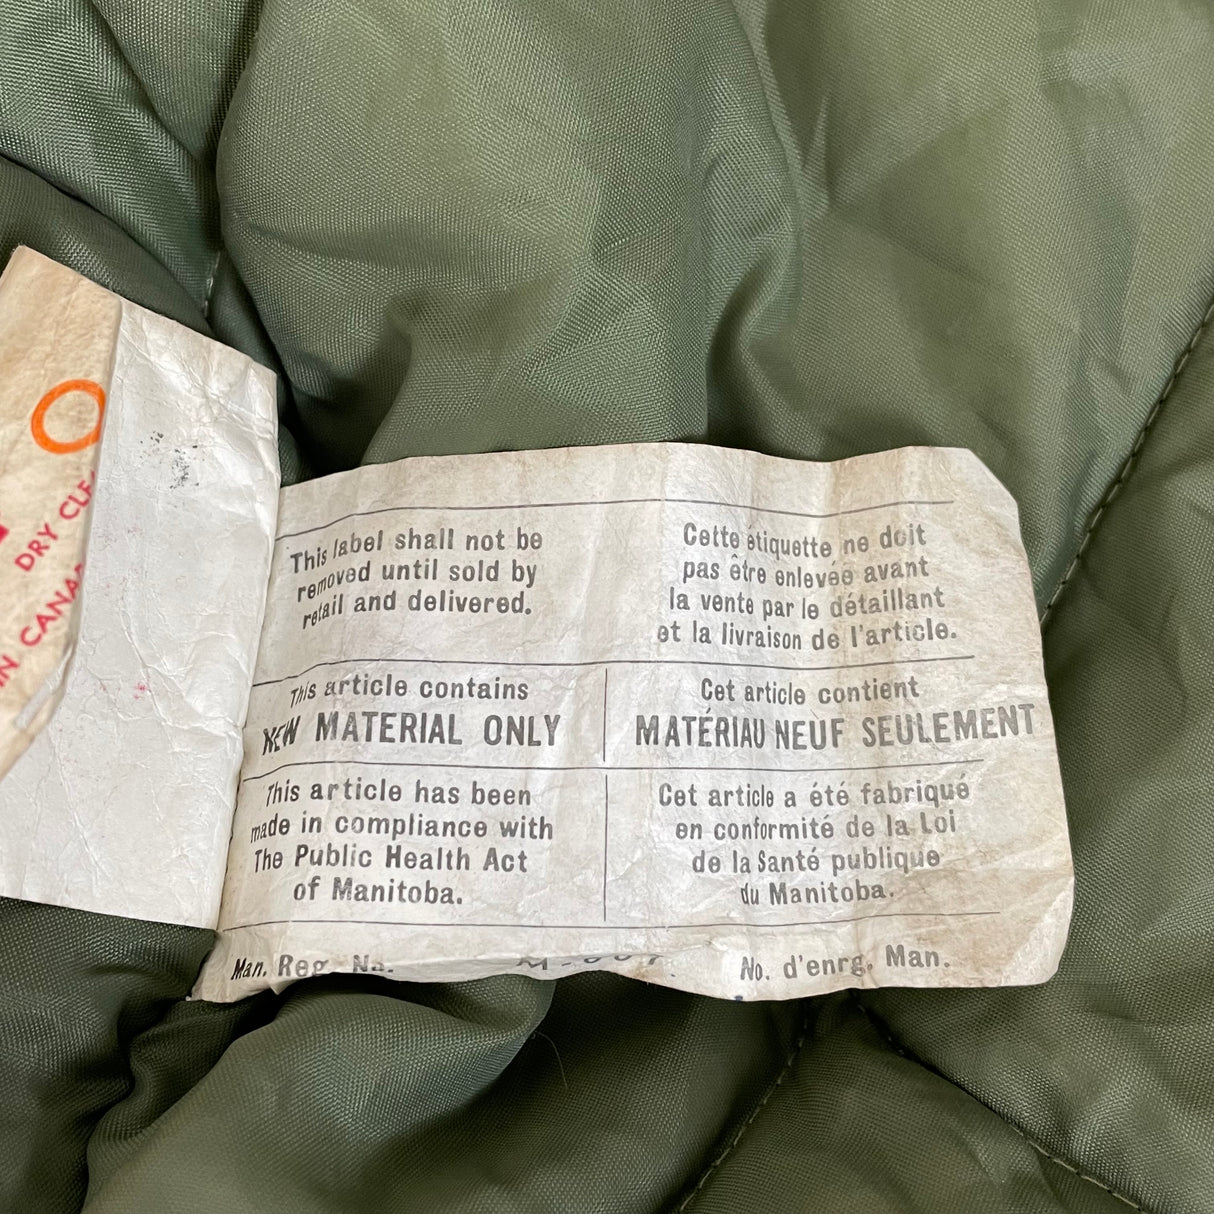 DRY
CANA
IN
This label shall not be
removed until sold by
retail and delivered.
Cette étiquette ne doit
pas être enlevée avant
la vente par le détaillant
et la livraison de l'article.
This article contains
NEW MATERIAL ONLY
Cet article contient
MATÉRIAU NEUF SEULEMENT
This article has been
made in compliance with
The Public Health Act
of Manitoba.
Cet article a été fabriqué
en conformité de la Loi
de la Santé publique
du Manitoba.
Man. Reg. No.
No. d'enrg. Man.